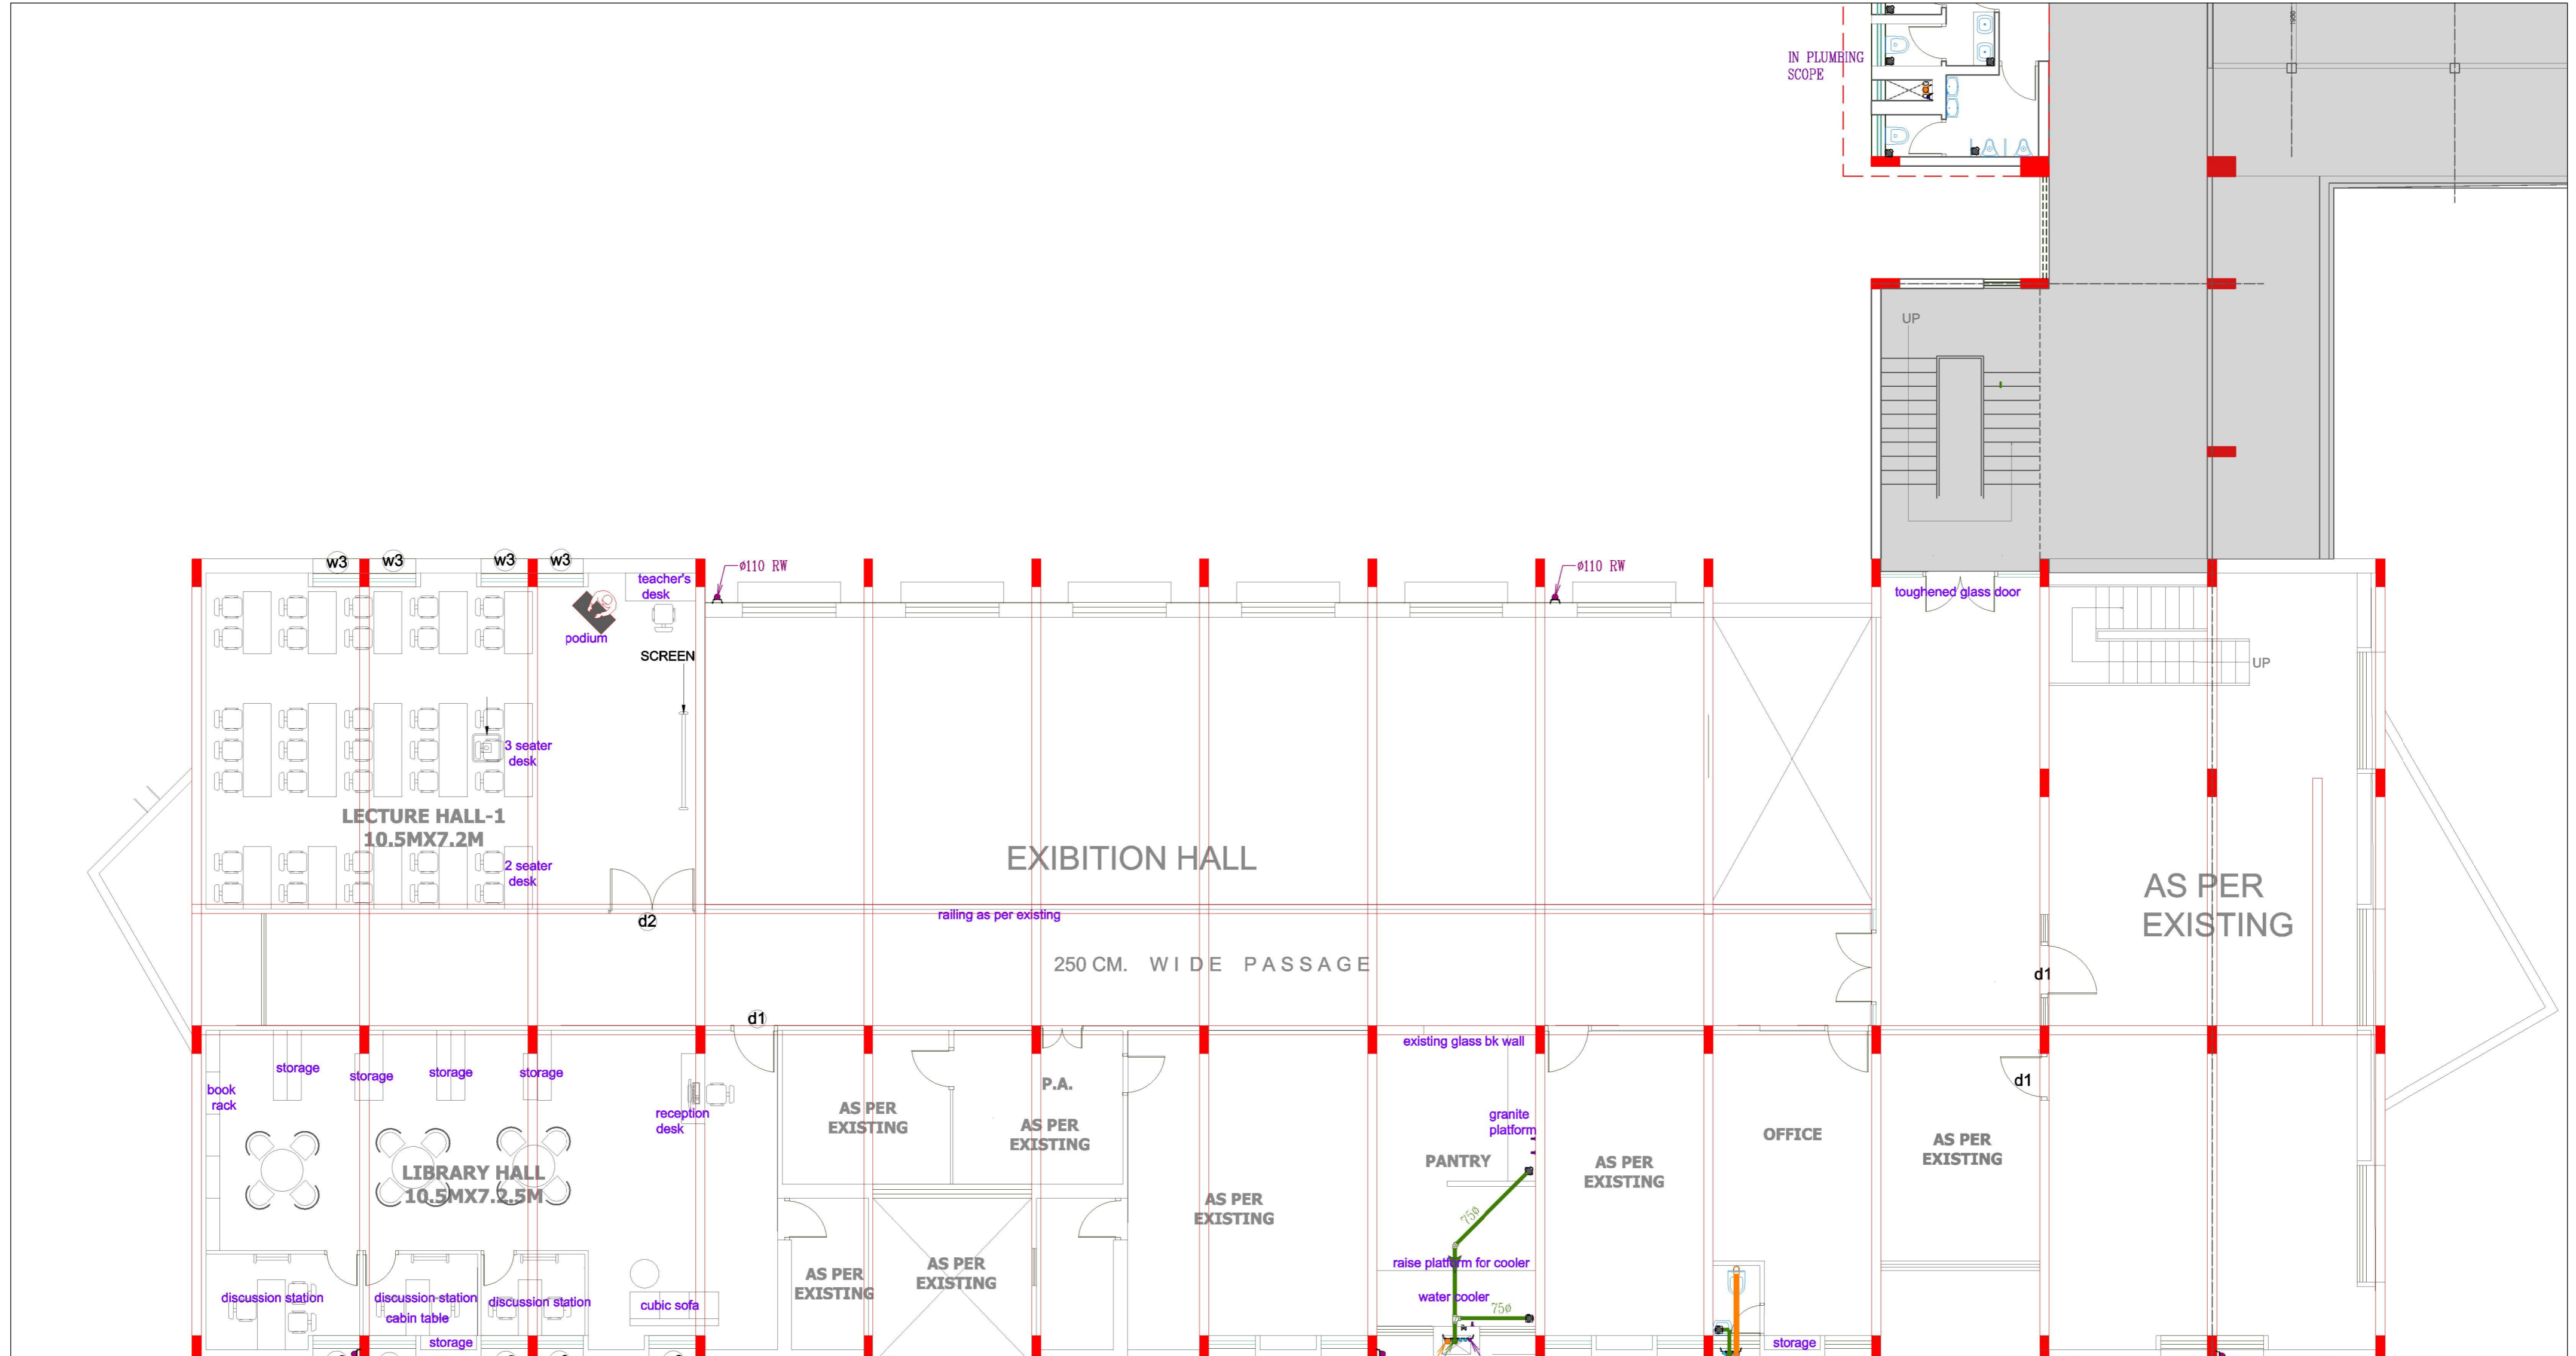 1950
IN PLUMBING
SCOPE
UP
w3
w3
w3
w3
teacher's
desk
podium
SCREEN
ø110 RW
ø110 RW
toughened glass door
UP
3 seater
desk
LECTURE HALL-1
10.5MX7.2M
2 seater
desk
d2
EXIBITION HALL
railing as per existing
250 CM. WIDE PASSAGE
AS PER
EXISTING
d1
d1
d1
storage
storage
storage
storage
book
rack
reception
desk
LIBRARY HALL
10.5MX7.2.5M
AS PER
EXISTING
P.A.
AS PER
EXISTING
AS PER
EXISTING
existing glass bk wall
granite
platform
PANTRY
75ø
AS PER
EXISTING
OFFICE
AS PER
EXISTING
AS PER
EXISTING
AS PER
EXISTING
raise platform for cooler
water cooler
75ø
discussion station
discussion station
cabin table
discussion station
cubic sofa
storage
storage